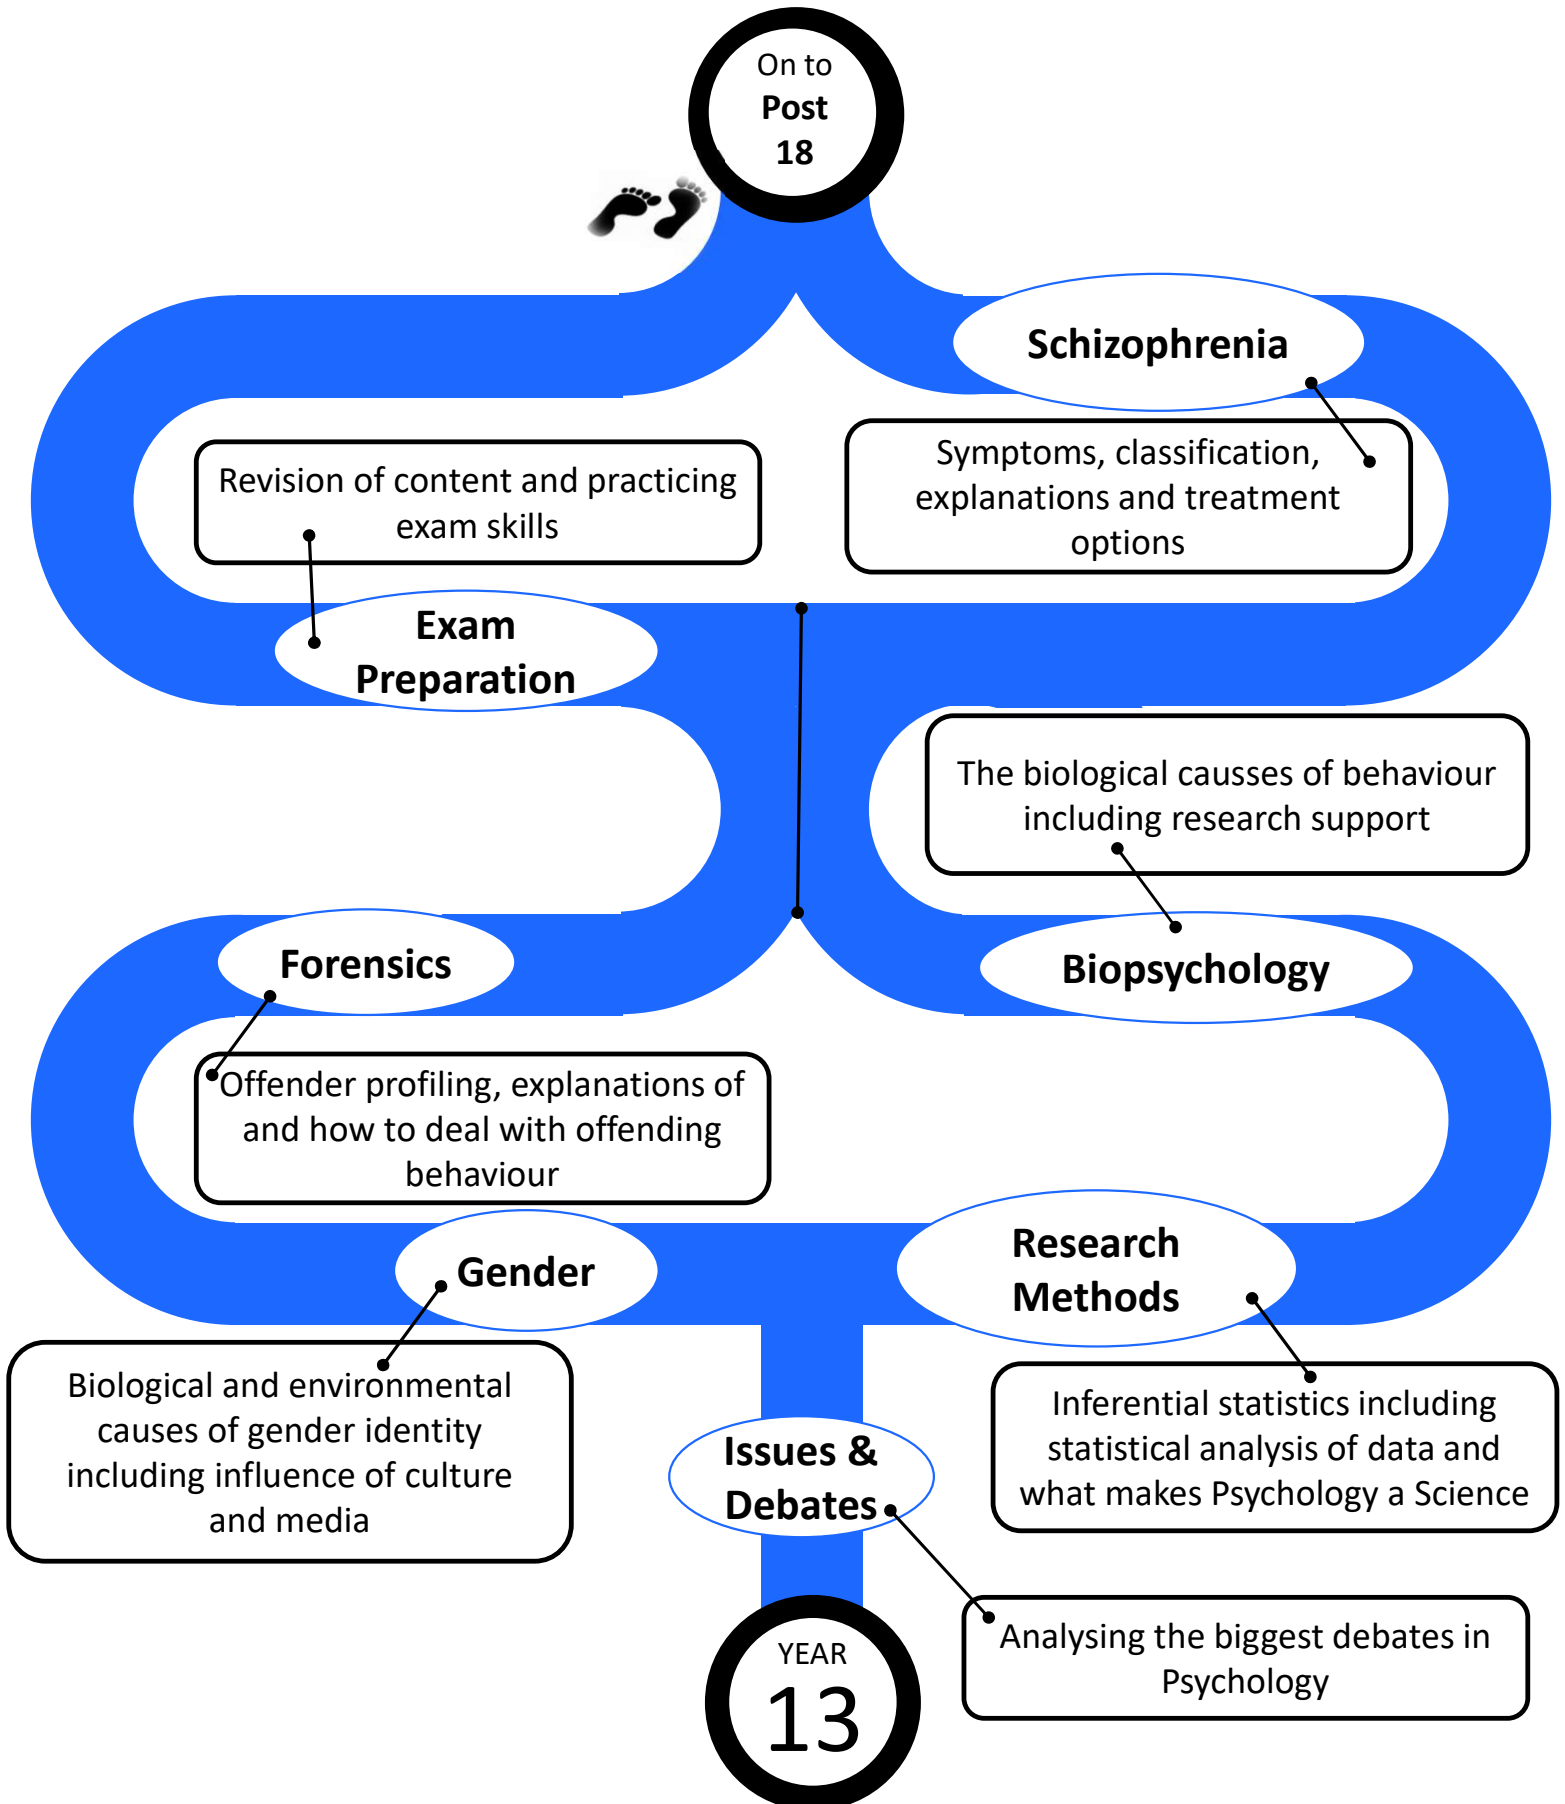 On to
Post
18
Schizophrenia
Symptoms, classification,
explanations and treatment
options
Revision of content and practicing
exam skills
Exam
Preparation
The biological causses of behaviour
including research support
Forensics
Biopsychology
Offender profiling, explanations of
and how to deal with offending
behaviour
Gender
Research
Methods
Biological and environmental
causes of gender identity
including influence of culture
and media
Inferential statistics including
statistical analysis of data and
what makes Psychology a Science
Issues &
Debates
Analysing the biggest debates in
Psychology
YEAR
13